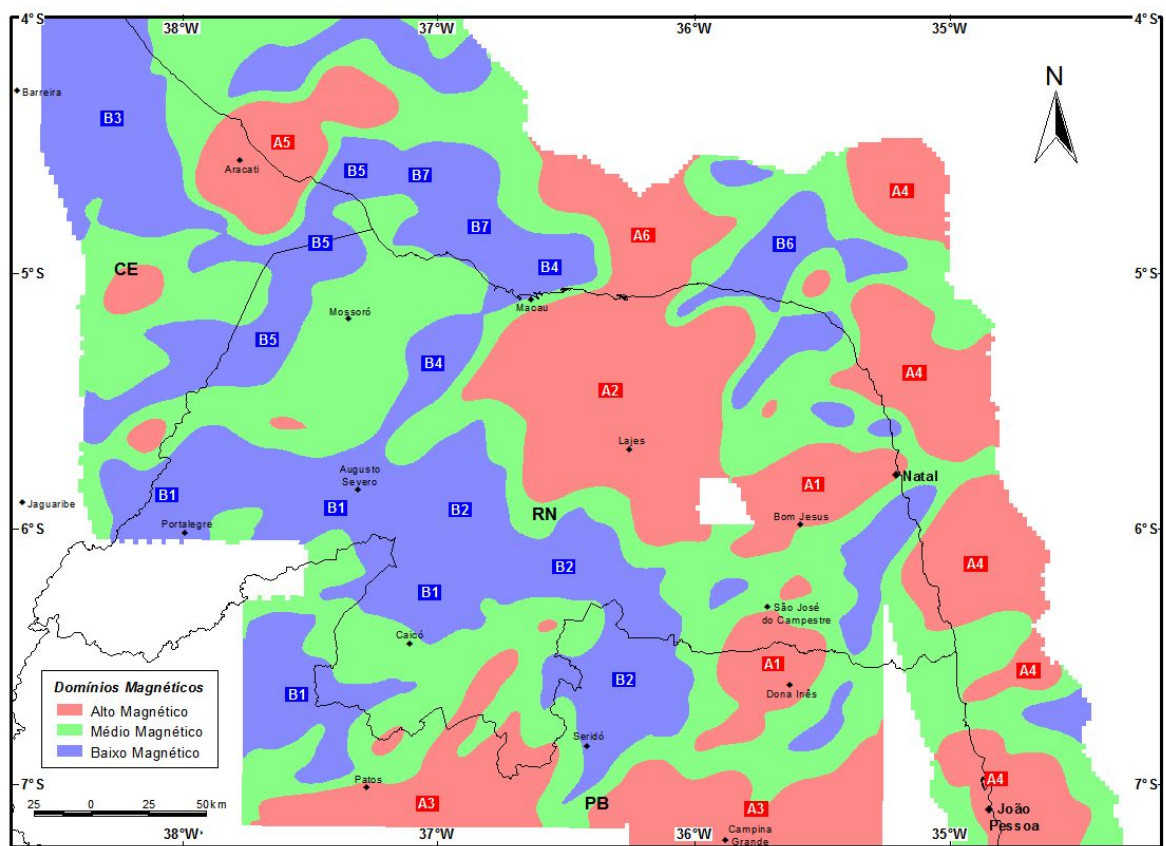 4°S
38°W
37°W
36°W
35°W
4°S
N
Barreira
B3
A5
Aracati
B5
B7
A4
B7
A6
B6
B5
B4
CE
5°S
5°S
Macau
Mossoró
B5
B4
A4
A2
Lajes
Augusto
Severo
A1
Natal
B1
B1
B2
Jaguaribe
Portalegre
RN
Bom Jesus
6°S
6°S
B2
A4
B1
São José
do Campestre
Caicó
A1
A4
B1
B2
Dona Inês
Domínios Magnéticos
Alto Magnético
Médio Magnético
Baixo Magnético
Seridó
7°S
Patos
A4
7°S
25 0 25 50 km
A3
PB
A3
João
Pessoa
38°W
37°W
36°W
Campina
Grande
35°W